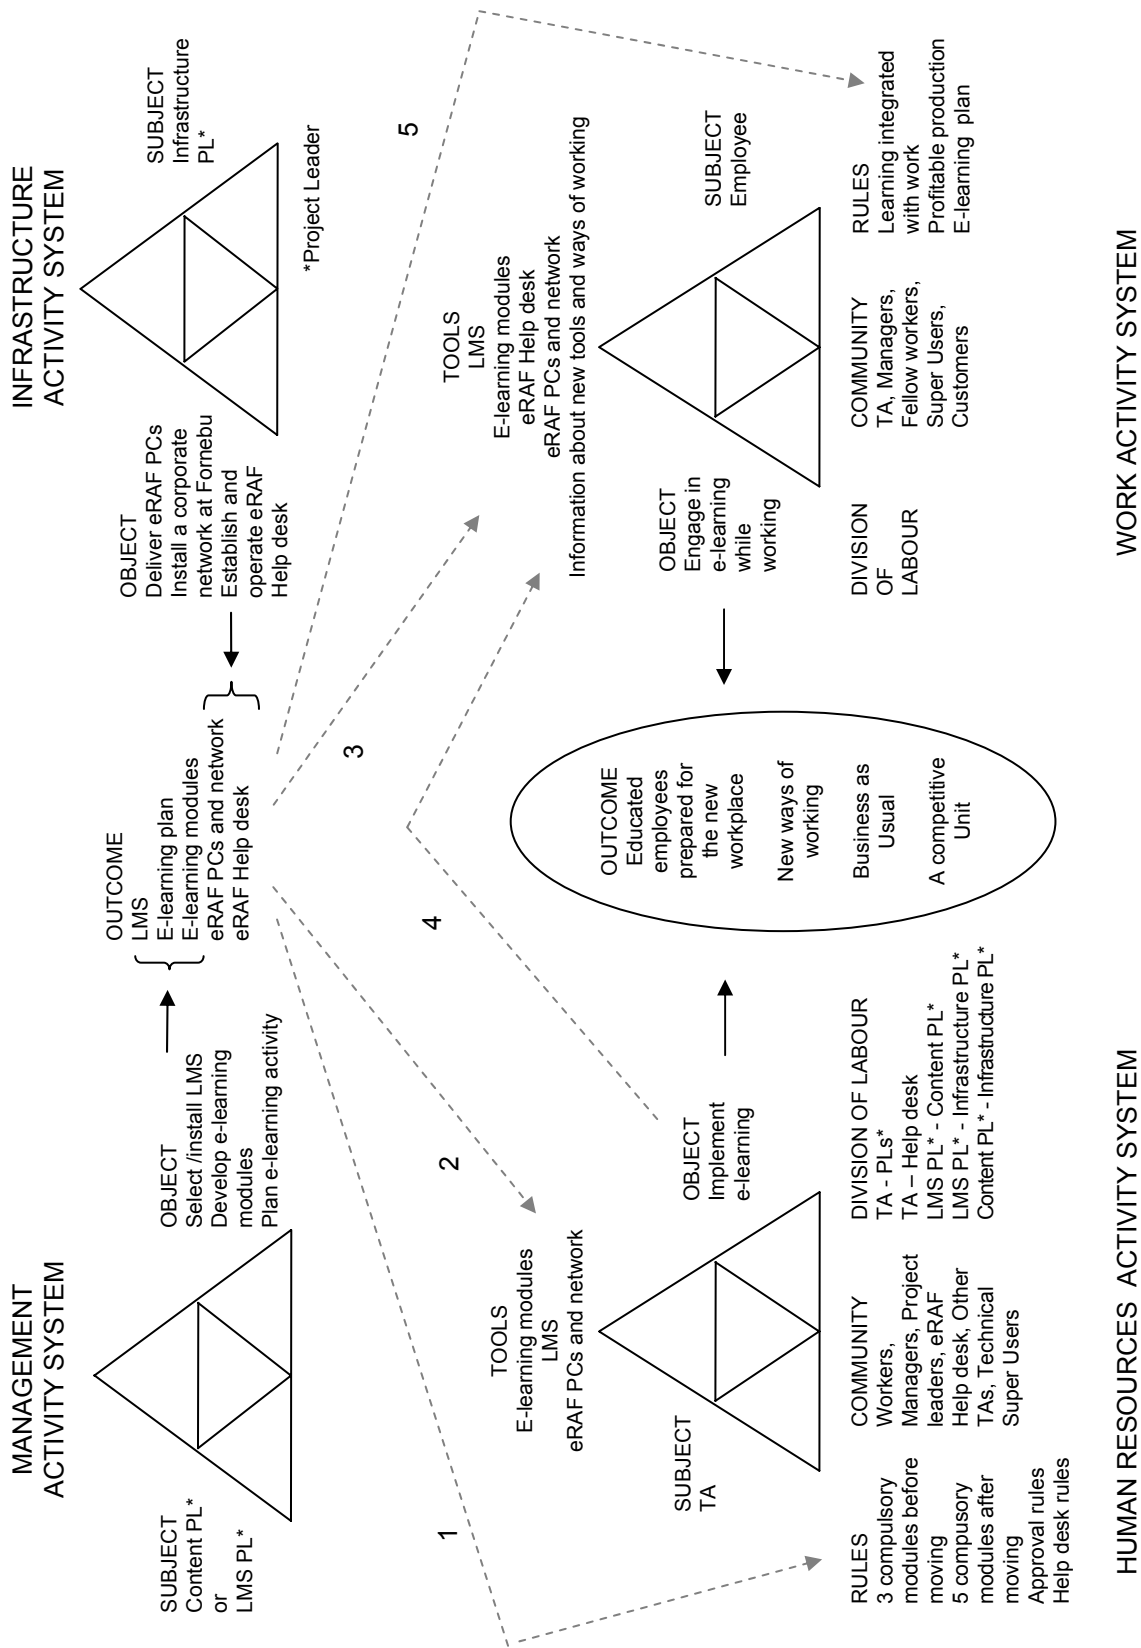 MANAGEMENT
ACTIVITY SYSTEM
SUBJECT
Content PL*
or
LMS PL*
OBJECT
Select /install LMS
Develop e-learning
modules
Plan e-learning activity
OUTCOME
LMS
E-learning plan
E-learning modules
eRAF PCs and network
eRAF Help desk
INFRASTRUCTURE
ACTIVITY SYSTEM
OBJECT
Deliver eRAF PCs
Install a corporate
network at Fornebu
Establish and
operate eRAF
Help desk
SUBJECT
Infrastructure
PL*
*Project Leader
1
2
3
4
5
TOOLS
E-learning modules
LMS
eRAF PCs and network
SUBJECT
TA
OBJECT
Implement
e-learning
RULES
3 compulsory
modules before
moving
5 compusory
modules after
moving
Approval rules
Help desk rules
COMMUNITY
Workers,
Managers, Project
leaders, eRAF
Help desk, Other
TAs, Technical
Super Users
DIVISION OF LABOUR
TA - PLs*
TA – Help desk
LMS PL* - Content PL*
LMS PL* - Infrastructure PL*
Content PL* - Infrastructure PL*
HUMAN RESOURCES ACTIVITY SYSTEM
OUTCOME
Educated
employees
prepared for
the new
workplace
New ways of
working
Business as
Usual
A competitive
Unit
TOOLS
LMS
E-learning modules
eRAF Help desk
eRAF PCs and network
Information about new tools and ways of working
OBJECT
Engage in
e-learning
while
working
SUBJECT
Employee
DIVISION
OF
LABOUR
COMMUNITY
TA, Managers,
Fellow workers,
Super Users,
Customers
RULES
Learning integrated
with work
Profitable production
E-learning plan
WORK ACTIVITY SYSTEM